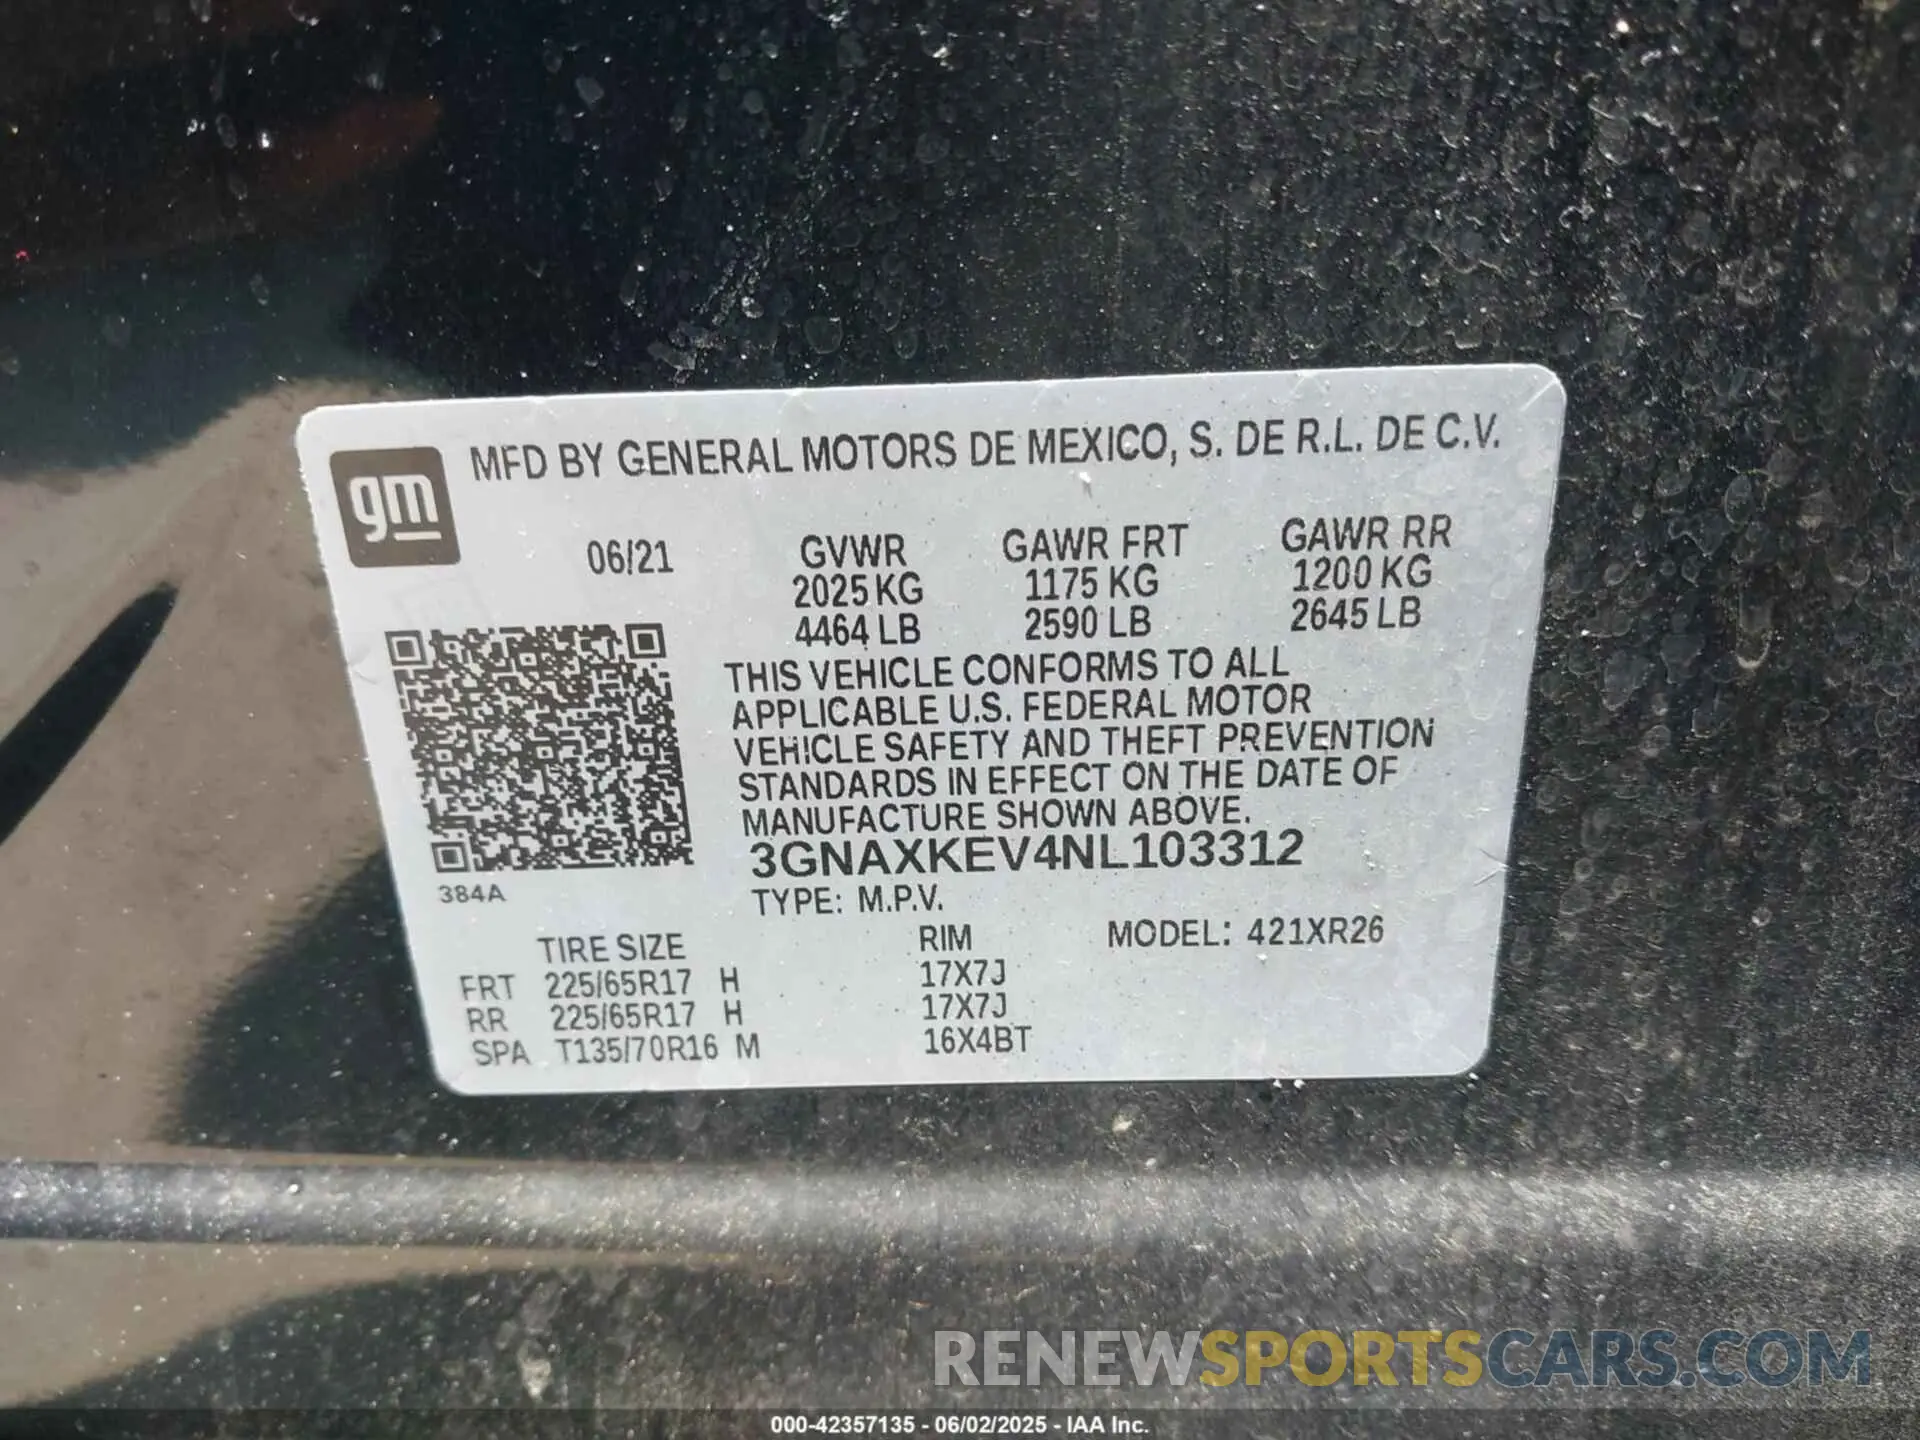 gm
MFD BY GENERAL MOTORS DE MEXICO, S. DE R.L. DE C.V.
06/21 GVWR GAWR FRT GAWR RR
2025 KG 1175 KG 1200 KG
4464 LB 2590 LB 2645 LB
THIS VEHICLE CONFORMS TO ALL
APPLICABLE U.S. FEDERAL MOTOR
VEHICLE SAFETY AND THEFT PREVENTION
STANDARDS IN EFFECT ON THE DATE OF
MANUFACTURE SHOWN ABOVE.
3GNAXKEV4NL103312
384A
TYPE: M.P.V.
TIRE SIZE RIM MODEL: 421XR26
FRT 225/65R17 H 17X7J
RR 225/65R17 H 17X7J
SPA T135/70R16 M 16X4BT
RENEWSPORTSCARS.COM
000-42357135 - 06/02/2025 - IAA Inc.